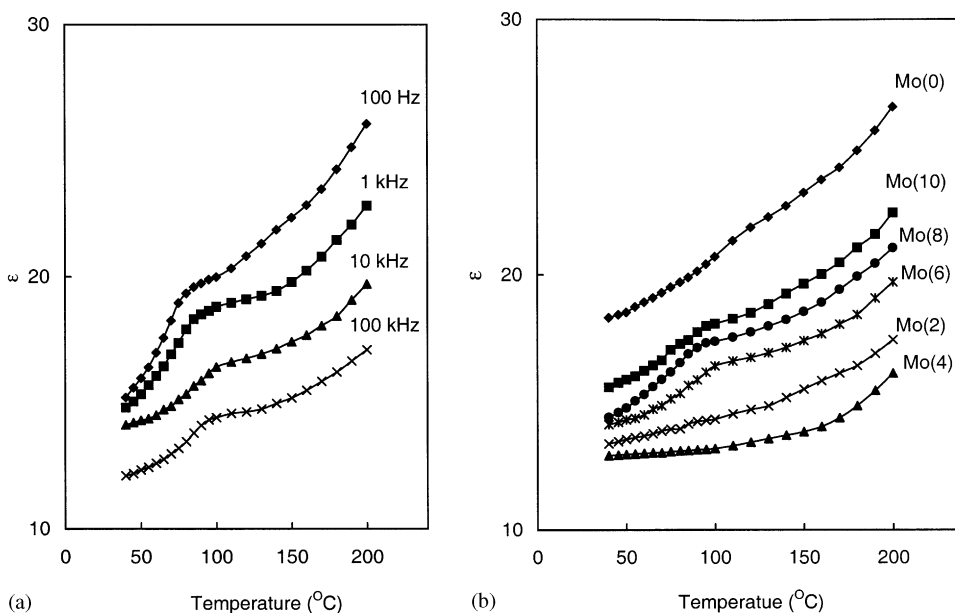 30
20
10
ε
100 Hz
1 kHz
10 kHz
100 kHz
0 50 100 150 200
(a) Temperature (OC)
30
20
10
ε
Mo(0)
Mo(10)
Mo(8)
Mo(6)
Mo(2)
Mo(4)
0 50 100 150 200
(b) Temperatue (OC)